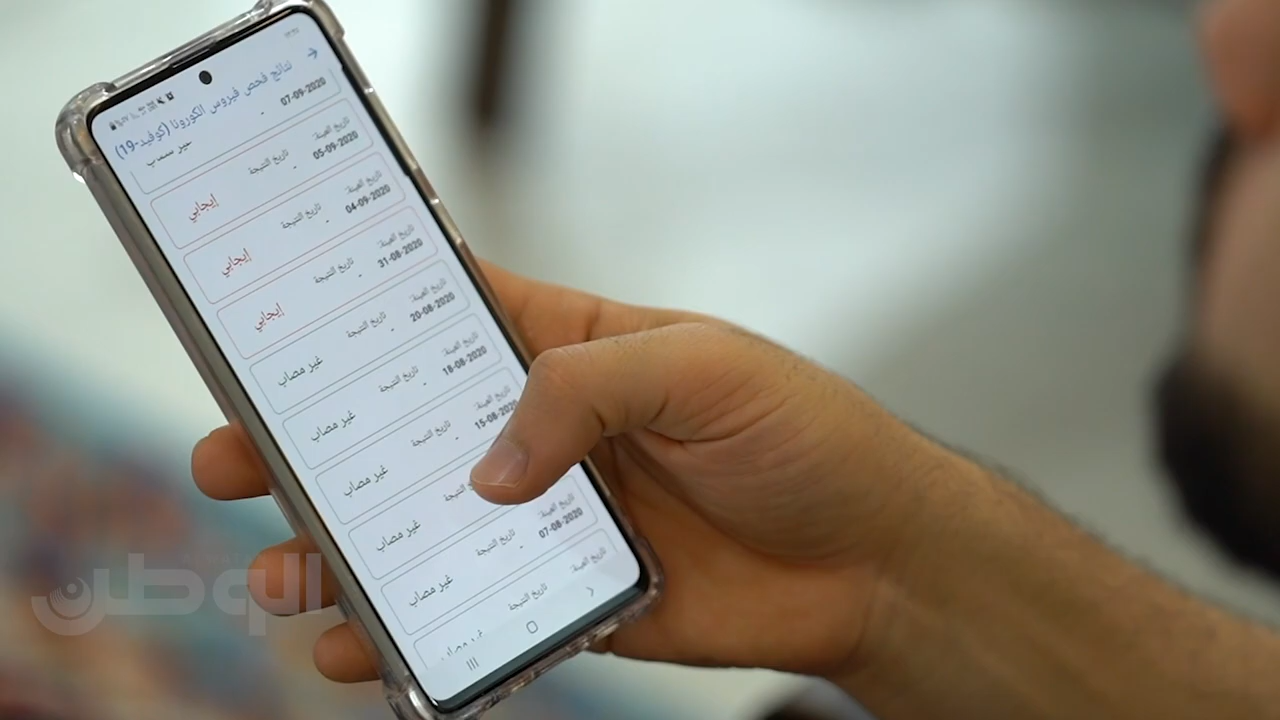 نتائج فحص فيروس الكورونا (كوفيد-19)
07-09-2020
تاريخ العينة:
05-09-2020
تاريخ النتيجة
-
إيجابي
تاريخ العينة:
04-09-2020
تاريخ النتيجة
-
إيجابي
تاريخ العينة:
31-08-2020
تاريخ النتيجة
-
إيجابي
تاريخ العينة:
20-08-2020
تاريخ النتيجة
-
غير مصاب
تاريخ العينة:
18-08-2020
تاريخ النتيجة
-
غير مصاب
تاريخ العينة:
15-08-2020
تاريخ النتيجة
-
غير مصاب
غير مصاب
تاريخ العينة:
07-08-2020
تاريخ النتيجة
-
غير مصاب
تاريخ العينة:
تاريخ النتيجة
الوطن